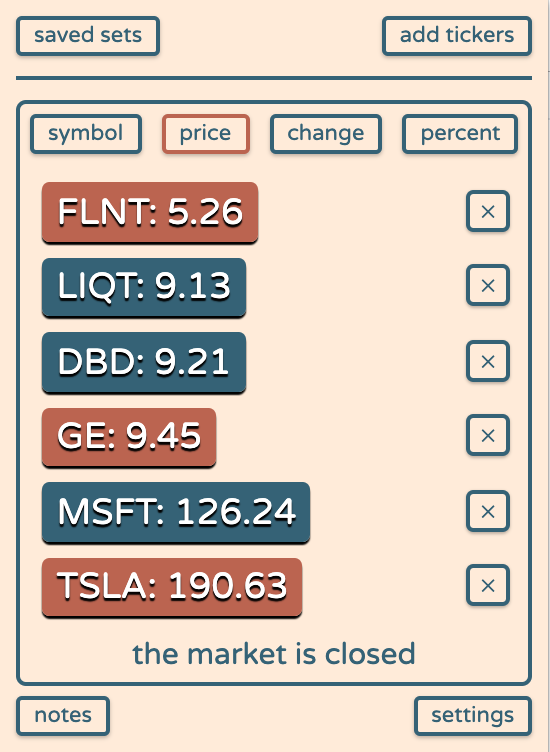 saved sets add tickers
symbol price change percent
FLNT: 5.26 ×
LIQT: 9.13 ×
DBD: 9.21 ×
GE: 9.45 ×
MSFT: 126.24 ×
TSLA: 190.63 ×
the market is closed
notes settings